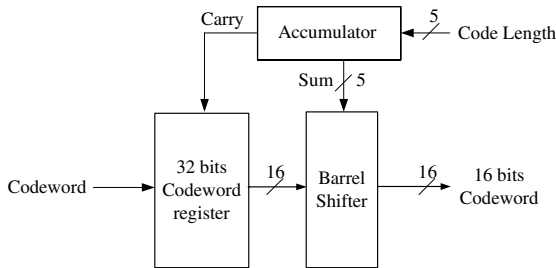 Carry
Accumulator
5
Code Length
Sum
5
Codeword
32 bits
Codeword
register
16
Barrel
Shifter
16
16 bits
Codeword